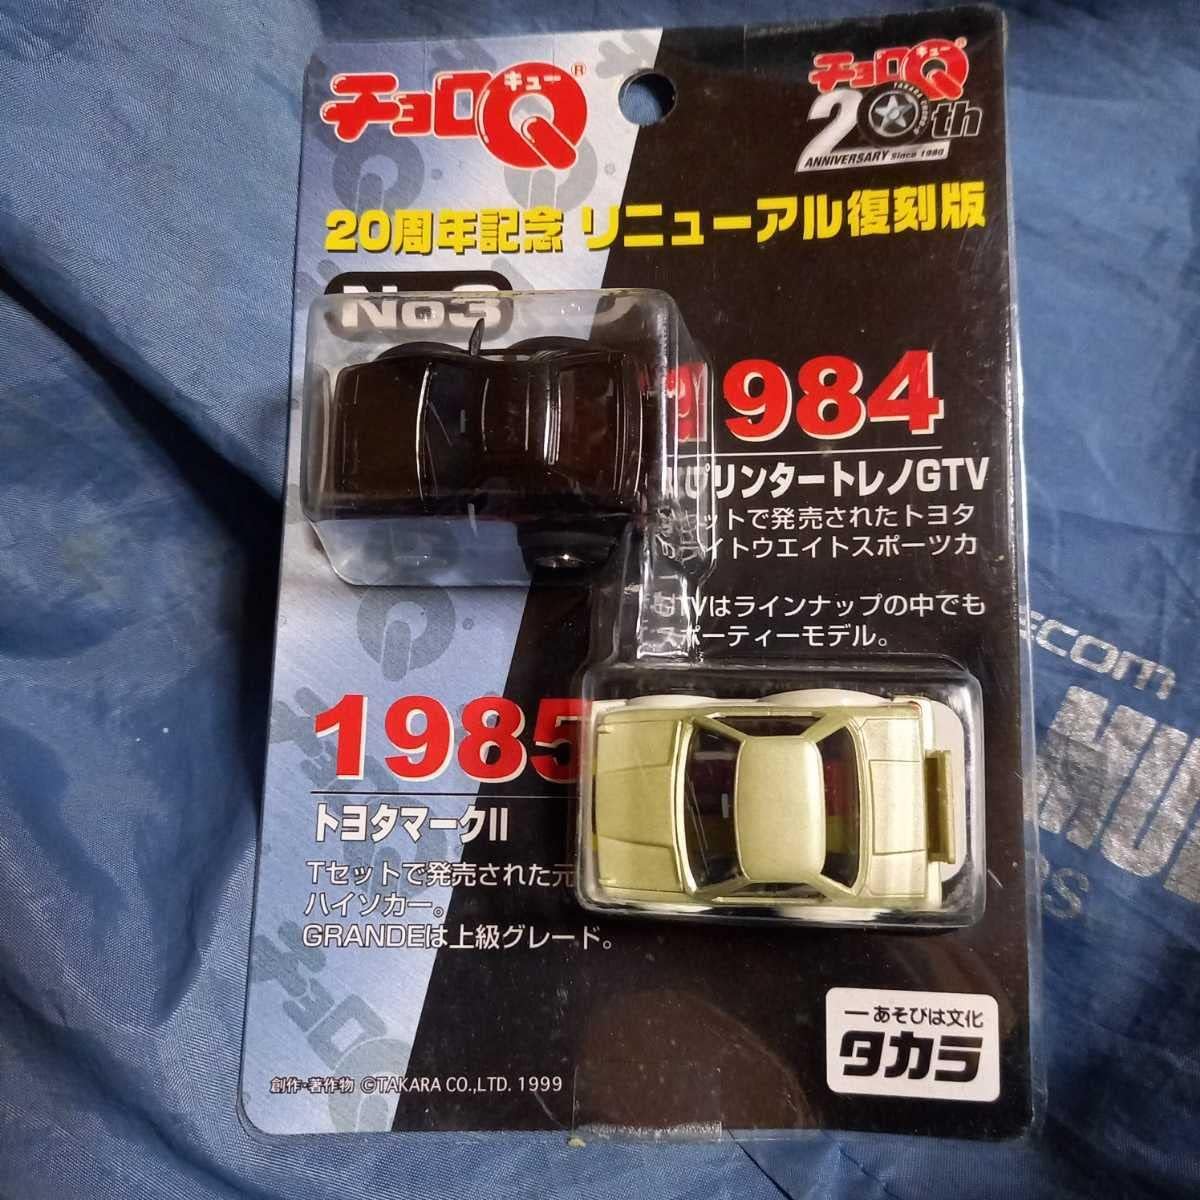 チョロQ キュー ®
チョロQ キュー ®
20th
ANNIVERSARY Since 1980
20周年記念 リニューアル復刻版
No3
1984
プリンタートレノGTV
セットで発売されたトヨタ
ライトウエイトスポーツカ
GTVはラインナップの中でも
スポーティーモデル。
1985
トヨタマークII
Tセットで発売された元
ハイソカー。
GRANDEは上級グレード。
ーあそびは文化
タカラ
創作・著作物 ©TAKARA CO.,LTD. 1999
com